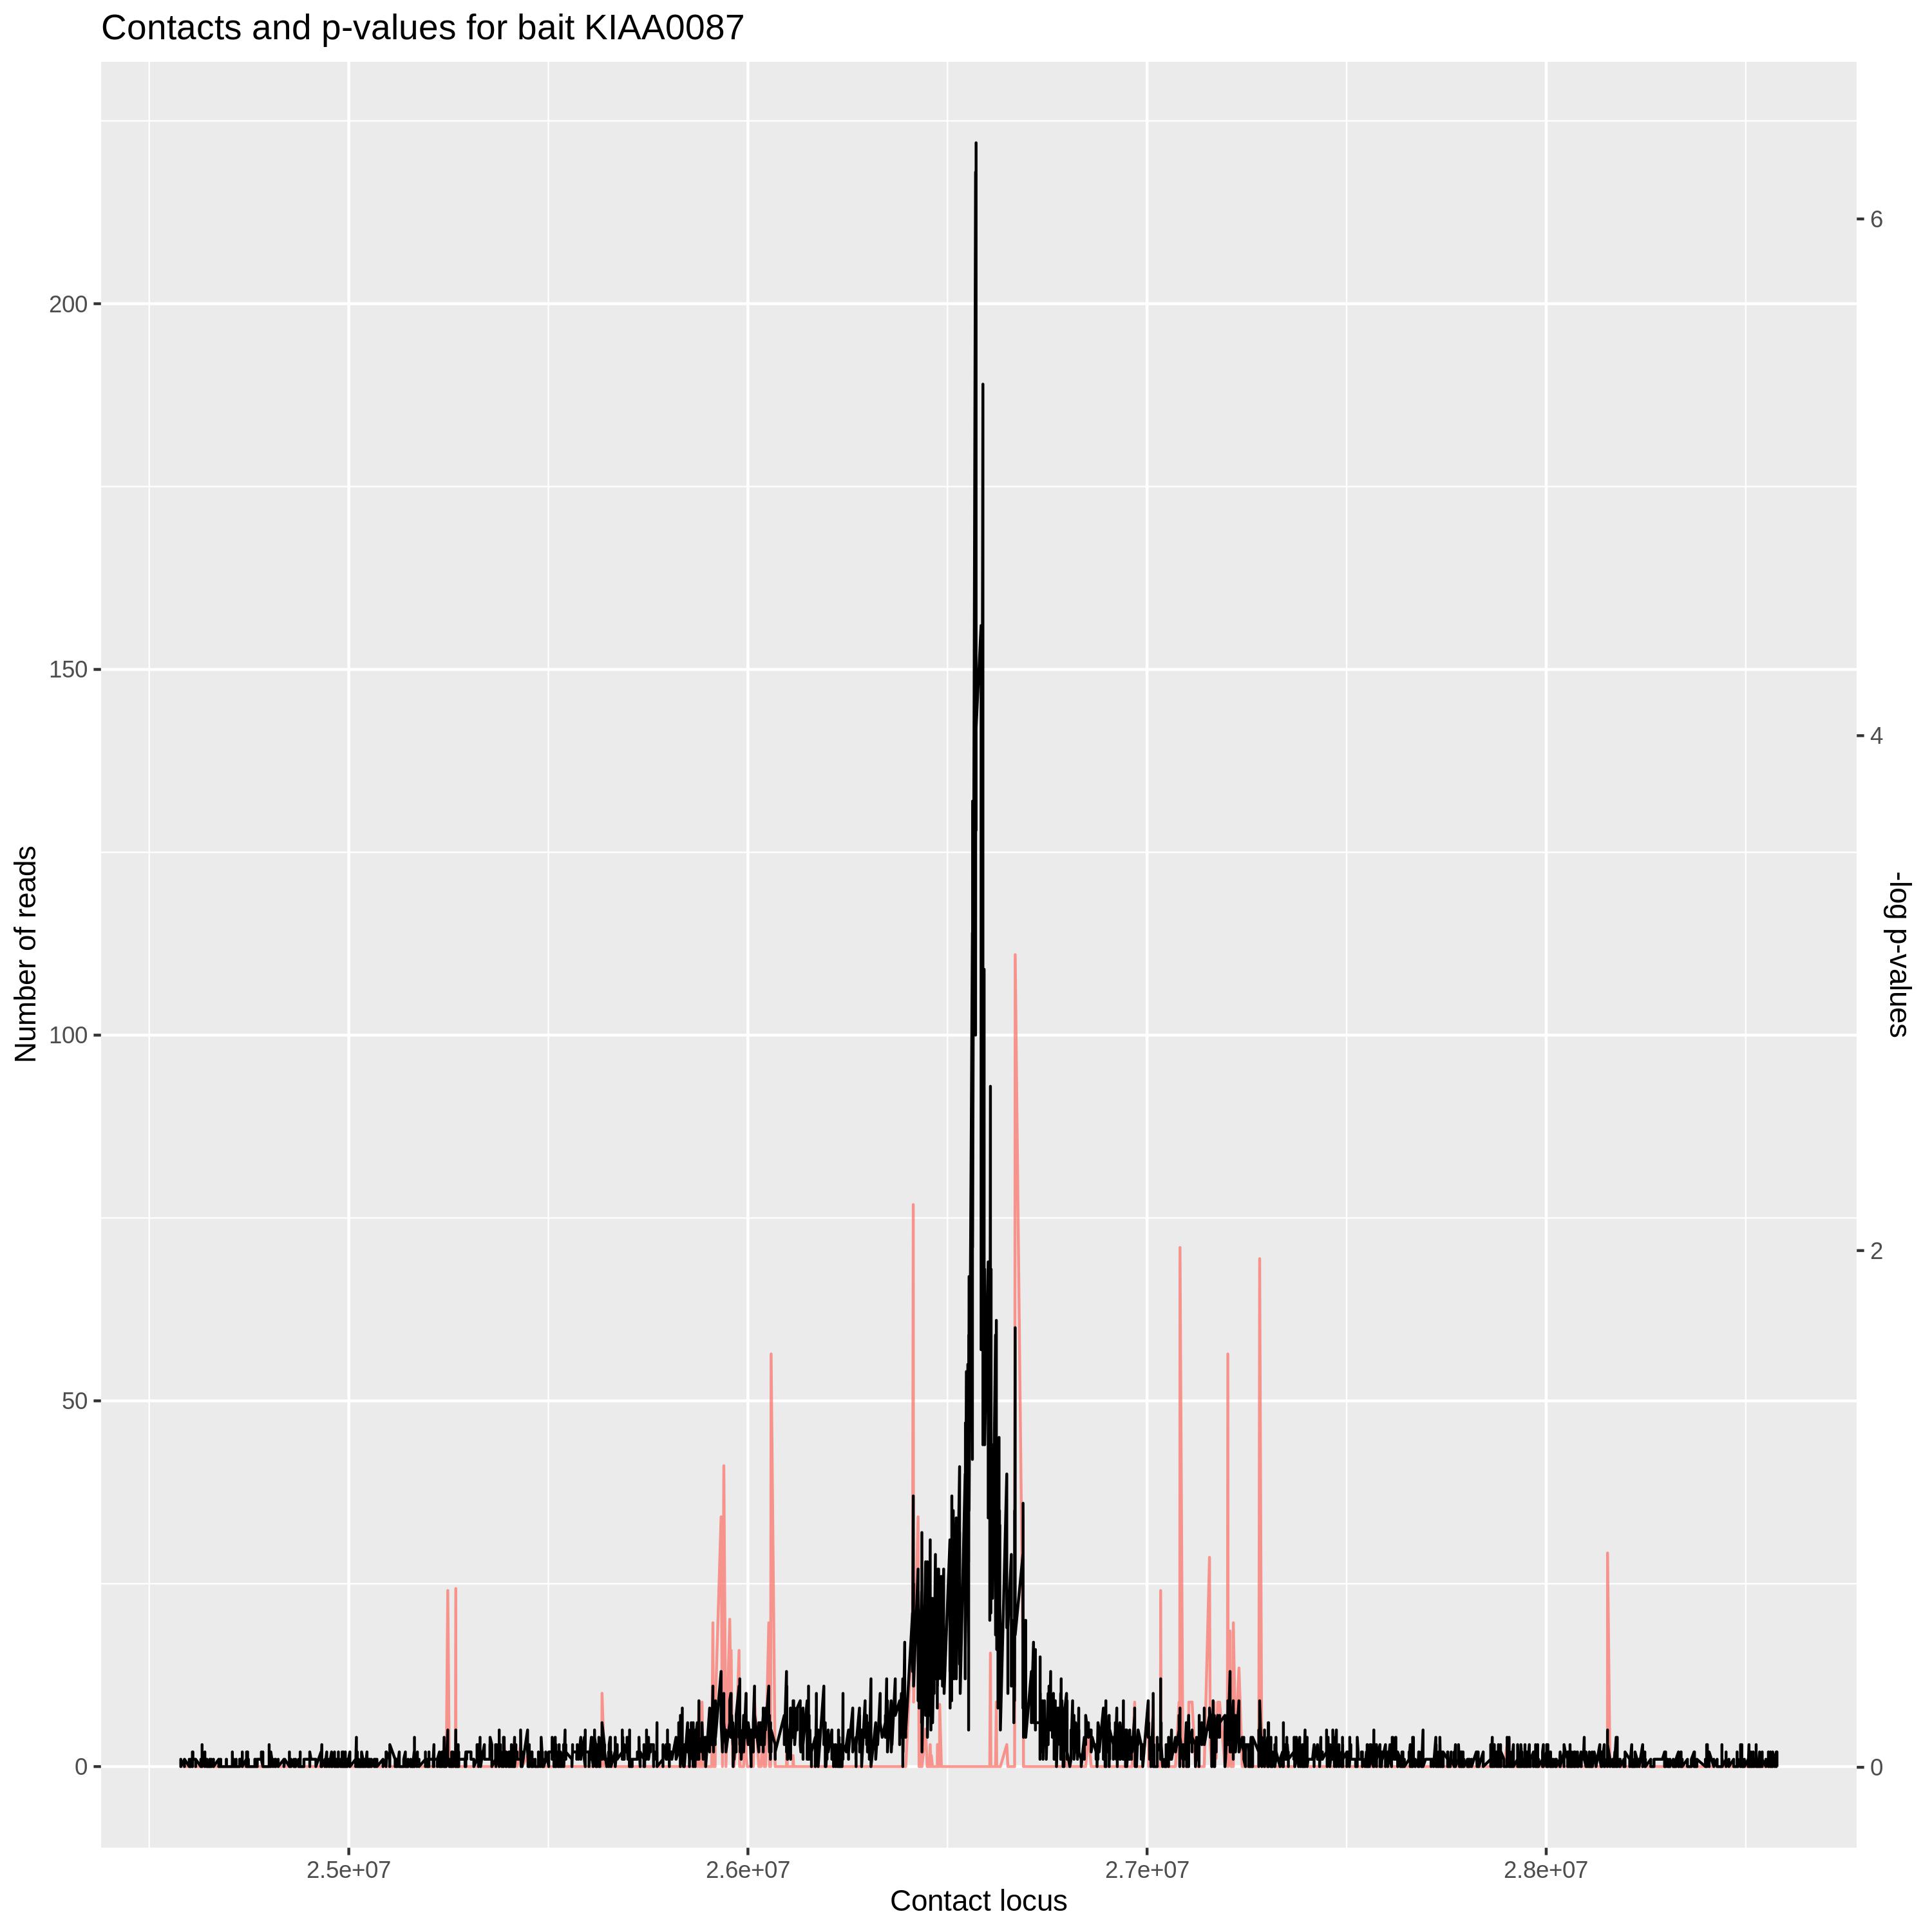 Contacts and p-values for bait KIAA0087
200
150
100
50
0
6
4
2
0
Number of reads
-log p-values
2.5e+07
2.6e+07
2.7e+07
2.8e+07
Contact locus